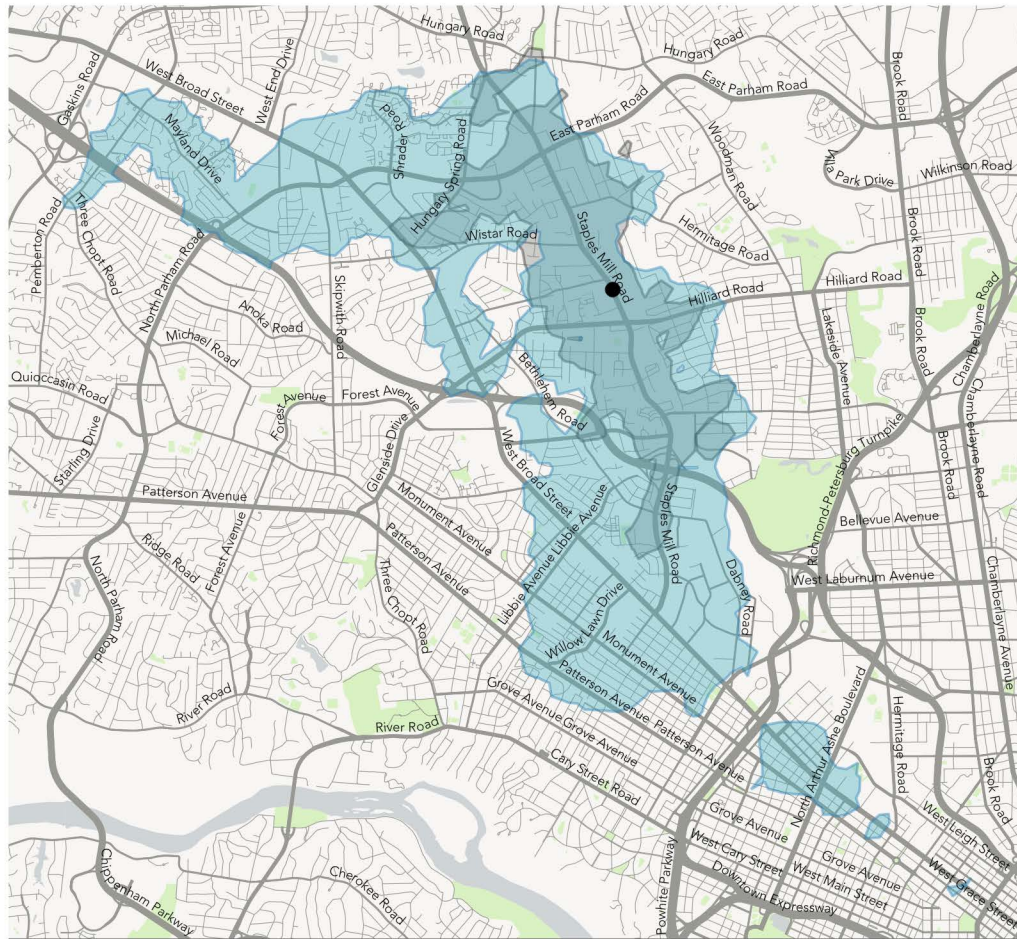 Hungary Road
Hungary Road
Gaskins Road
West Broad Street
West End Drive
East Parham Road
Brook Road
East Parham Road
Mayland Drive
Shrader Road
Hungary Spring Road
Woodman Road
Villa Park Drive
Wilkinson Road
Pemberton Road
Three Chopt Road
Staples Mill Road
Hermitage Road
Wistar Road
Brook Road
North Parham Road
Skipwith Road
Hilliard Road
Hilliard Road
Chamberlayne Road
Anoka Road
Michael Road
Lakeside Avenue
Brook Road
Quioccasin Road
Forest Avenue
Forest Avenue
Bethlehem Road
Chamberlayne Road
Starling Drive
Glenside Drive
West Broad Street
Richmond-Petersburg Turnpike
Brook Road
Patterson Avenue
Monument Avenue
Libbie Avenue
Libbie Avenue
Staples Mill Road
Bellevue Avenue
Ridge Road
Forest Avenue
Patterson Avenue
Dabney Road
West Laburnum Avenue
North Parham Road
Three Chopt Road
Willow Lawn Drive
Monument Avenue
Chamberlayne Avenue
River Road
River Road
Grove Avenue
Grove Avenue
Patterson Avenue
Patterson Avenue
North Arthur Ashe Boulevard
Hermitage Road
Cary Street Road
Brook Road
Grove Avenue
West Leigh Street
Chippenham Parkway
Cherokee Road
Powhite Parkway
West Cary Street
Downtown Expressway
West Main Street
Grove Avenue
West Grace Street